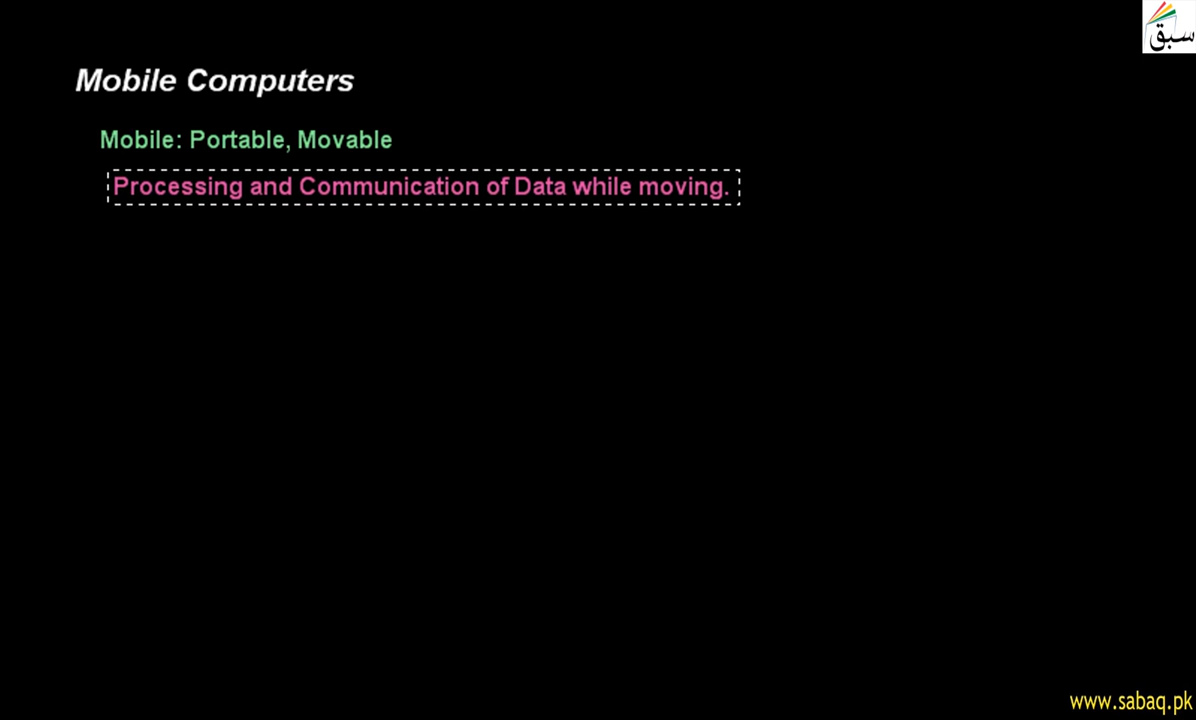 سبق
Mobile Computers
Mobile: Portable, Movable
Processing and Communication of Data while moving.
www.sabaq.pk